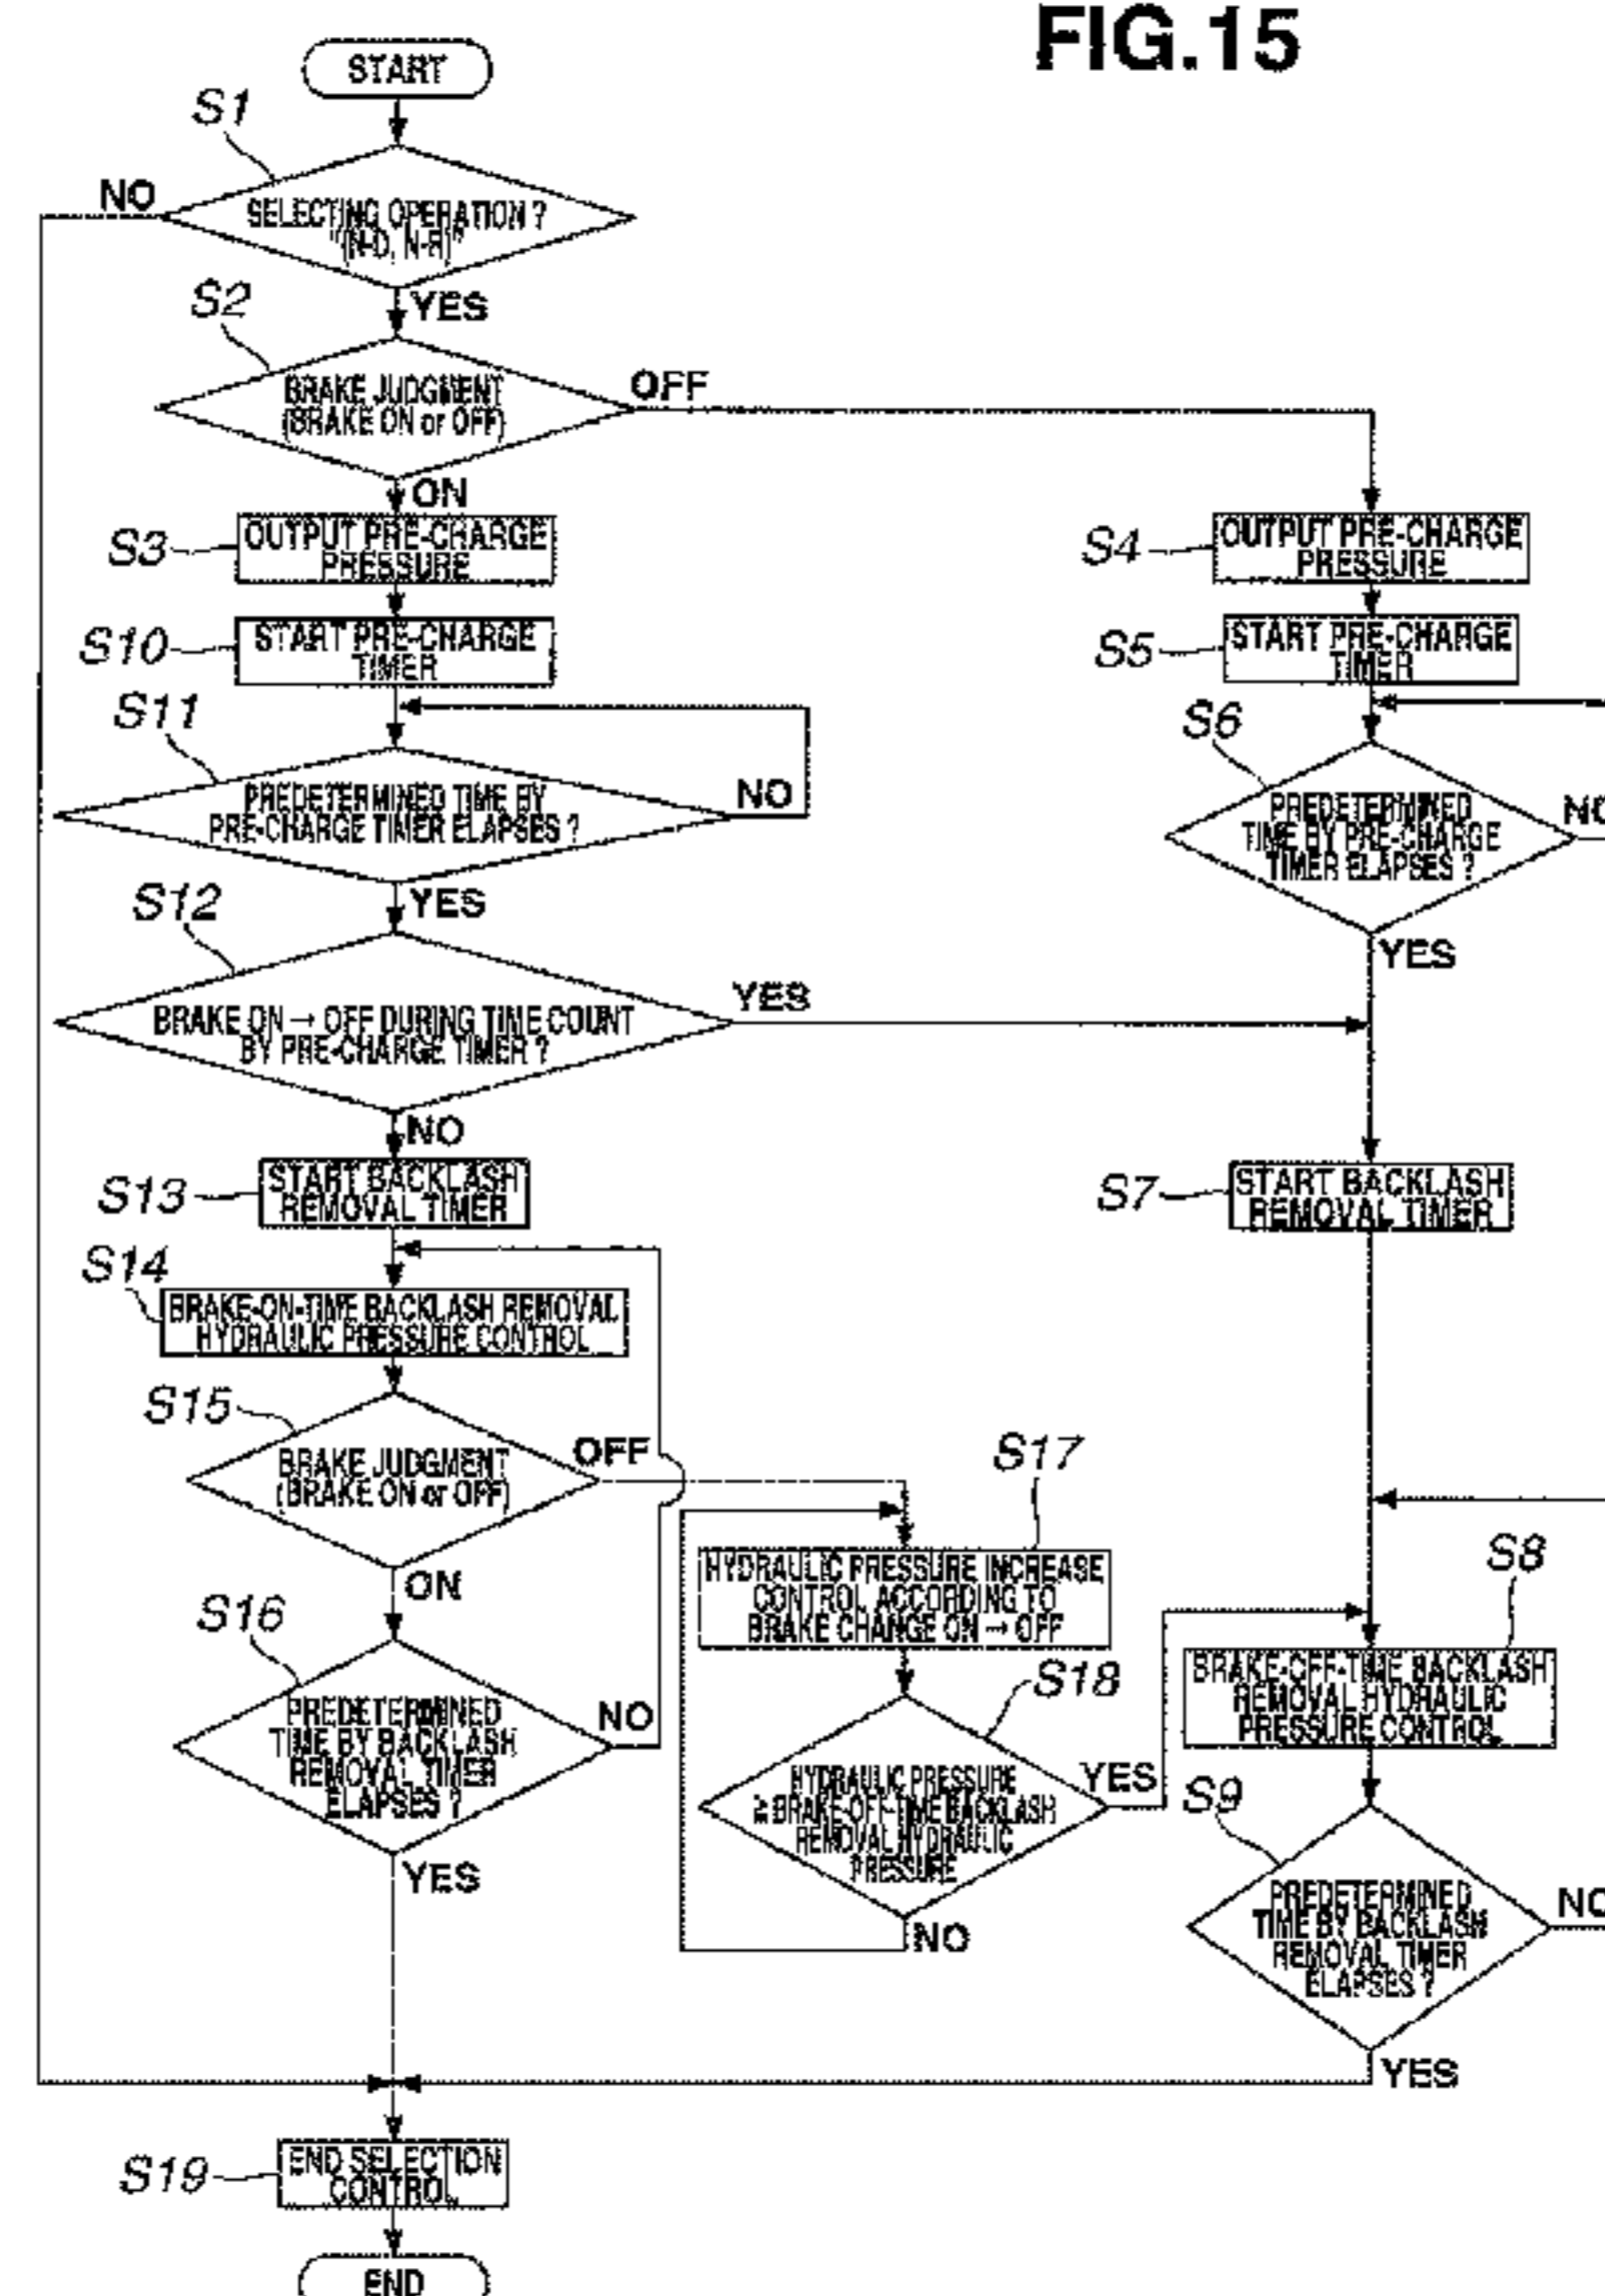 FIG.15
START
S1
NO
SELECTING OPERATION ?
"(N-D, N-R)"
YES
S2
BRAKE JUDGMENT
(BRAKE ON or OFF)
OFF
ON
S3
OUTPUT PRE-CHARGE
PRESSURE
S4
OUTPUT PRE-CHARGE
PRESSURE
S10
START PRE-CHARGE
TIMER
S5
START PRE-CHARGE
TIMER
S11
PREDETERMINED TIME BY
PRE-CHARGE TIMER ELAPSES ?
NO
YES
S6
PREDETERMINED
TIME BY PRE-CHARGE
TIMER ELAPSES ?
NO
YES
S12
BRAKE ON → OFF DURING TIME COUNT
BY PRE-CHARGE TIMER ?
YES
NO
S13
START BACKLASH
REMOVAL TIMER
S7
START BACKLASH
REMOVAL TIMER
S14
BRAKE-ON-TIME BACKLASH REMOVAL
HYDRAULIC PRESSURE CONTROL
S15
BRAKE JUDGMENT
(BRAKE ON or OFF)
OFF
ON
S17
HYDRAULIC PRESSURE INCREASE
CONTROL ACCORDING TO
BRAKE CHANGE ON → OFF
S8
BRAKE-OFF-TIME BACKLASH
REMOVAL HYDRAULIC
PRESSURE CONTROL
S16
PREDETERMINED
TIME BY BACKLASH
REMOVAL TIMER
ELAPSES ?
NO
YES
S18
HYDRAULIC PRESSURE
≧ BRAKE-OFF-TIME BACKLASH
REMOVAL HYDRAULIC
PRESSURE
YES
NO
S9
PREDETERMINED
TIME BY BACKLASH
REMOVAL TIMER
ELAPSES ?
NO
YES
S19
END SELECTION
CONTROL
END